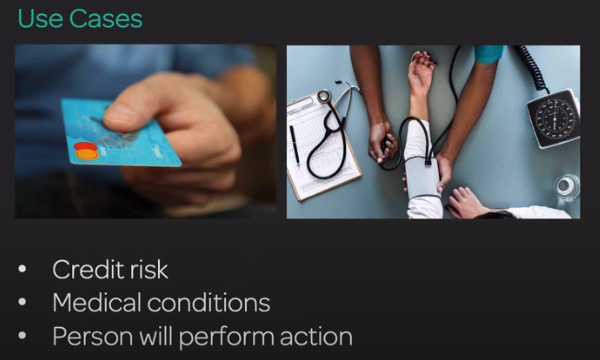 Use Cases
• Credit risk
• Medical conditions
• Person will perform action